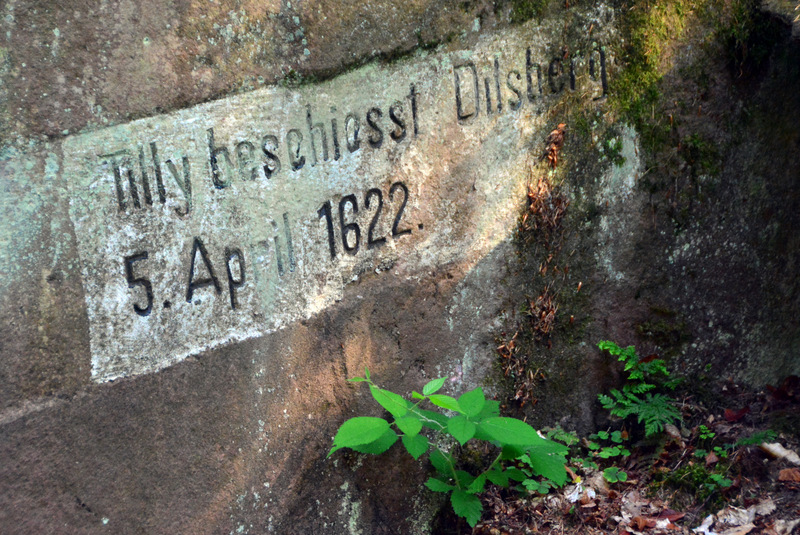 Tilly beschiesst Dilsberg
5. April 1622.